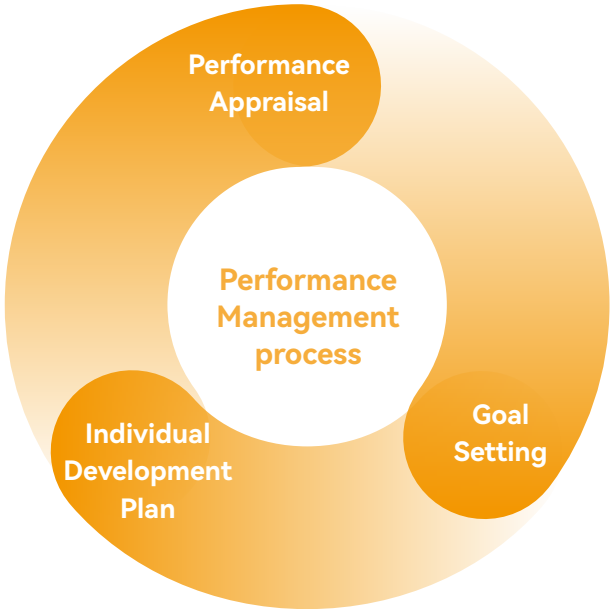 Performance
Appraisal
Performance
Management
process
Goal
Setting
Individual
Development
Plan